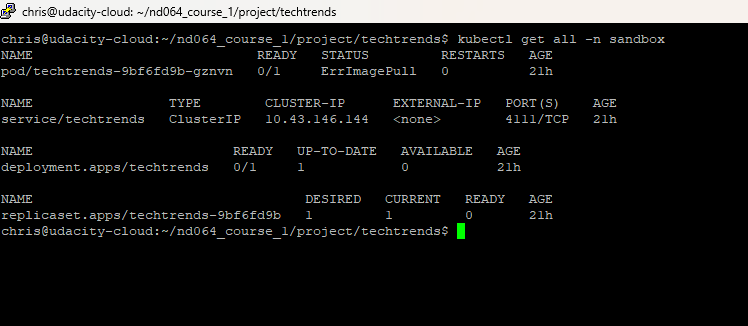 chris@udacity-cloud: ~/nd064_course_1/project/techtrends
chris@udacity-cloud:~/nd064_course_1/project/techtrends$ kubectl get all -n sandbox
NAME                             READY   STATUS         RESTARTS   AGE
pod/techtrends-9bf6fd9b-gznvn   0/1     ErrImagePull   0          21h
NAME                 TYPE        CLUSTER-IP      EXTERNAL-IP   PORT(S)    AGE
service/techtrends   ClusterIP   10.43.146.144   <none>        4111/TCP   21h
NAME                         READY   UP-TO-DATE   AVAILABLE   AGE
deployment.apps/techtrends   0/1     1            0           21h
NAME                                  DESIRED   CURRENT   READY   AGE
replicaset.apps/techtrends-9bf6fd9b   1         1         0       21h
chris@udacity-cloud:~/nd064_course_1/project/techtrends$